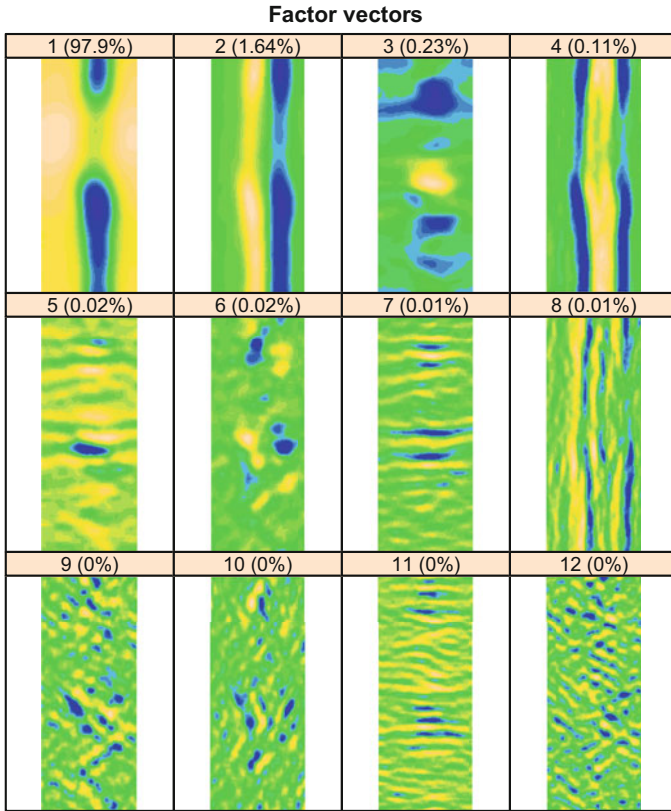 Factor vectors
1 (97.9%) 2 (1.64%) 3 (0.23%) 4 (0.11%)
5 (0.02%) 6 (0.02%) 7 (0.01%) 8 (0.01%)
9 (0%) 10 (0%) 11 (0%) 12 (0%)